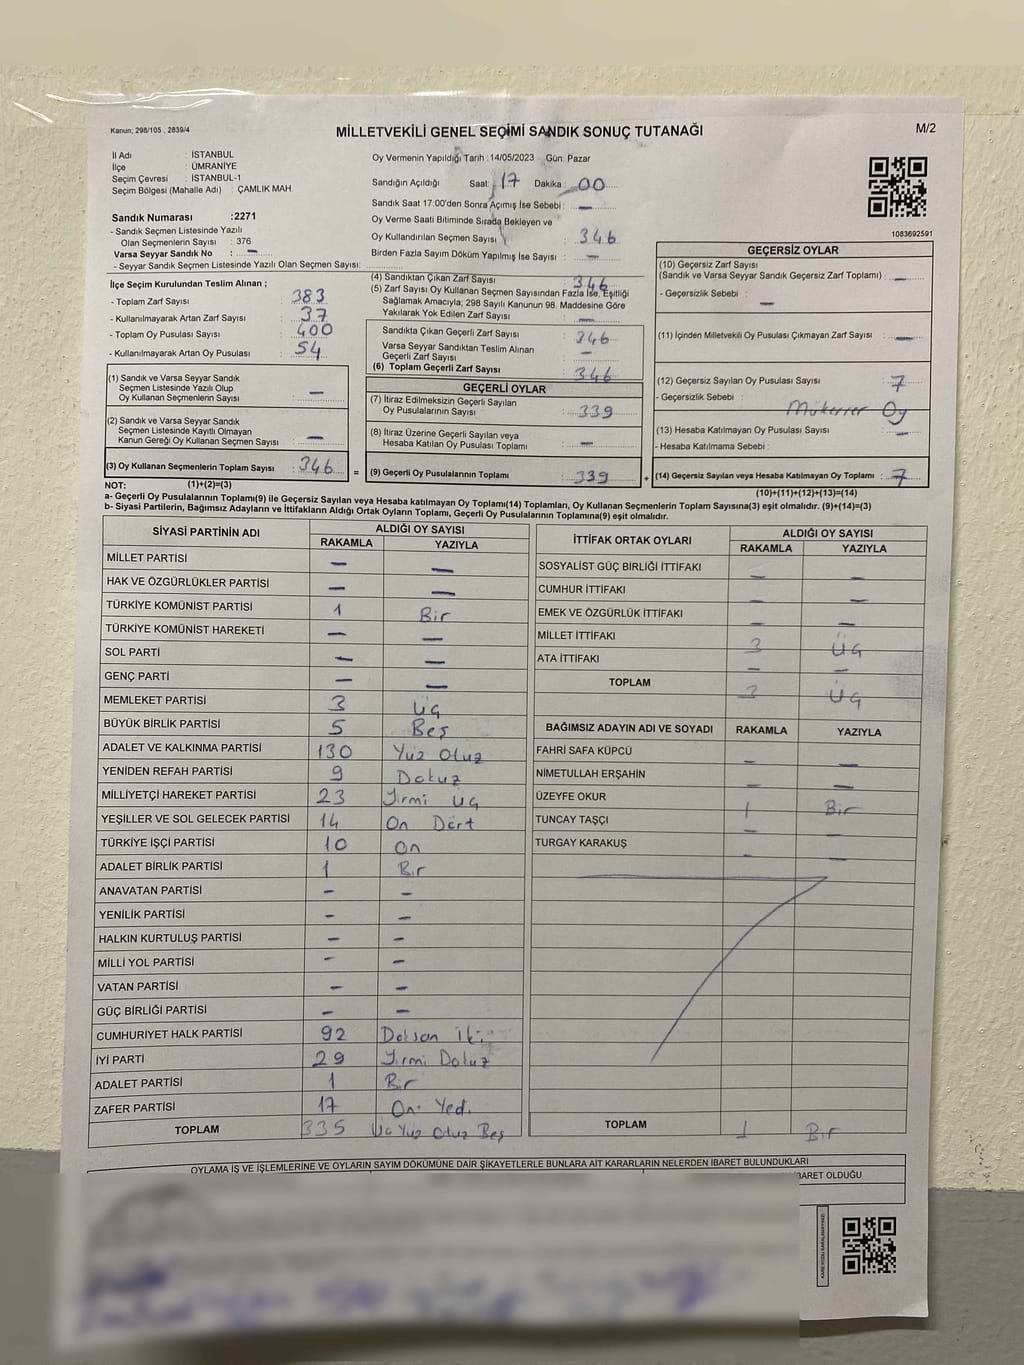 Kanun; 298/105 , 2839/4
MİLLETVEKİLİ GENEL SEÇİMİ SANDIK SONUÇ TUTANAĞI
M/2
İl Adı : İSTANBUL
İlçe : ÜMRANİYE
Seçim Çevresi : İSTANBUL-1
Seçim Bölgesi (Mahalle Adı) : ÇAMLIK MAH.
Sandık Numarası :2271
- Sandık Seçmen Listesinde Yazılı
Olan Seçmenlerin Sayısı : 376
Varsa Seyyar Sandık No : –
- Seyyar Sandık Seçmen Listesinde Yazılı Olan Seçmen Sayısı:
Oy Vermenin Yapıldığı Tarih :14/05/2023 Gün: Pazar
Sandığın Açıldığı Saat: 17 Dakika: 00
Sandık Saat 17:00'den Sonra Açımış İse Sebebi : –
Oy Verme Saati Bitiminde Sırada Bekleyen ve
Oy Kullandırılan Seçmen Sayısı : 346
Birden Fazla Sayım Döküm Yapılmış İse Sayısı : –
1083692591
İlçe Seçim Kurulundan Teslim Alınan ;
- Toplam Zarf Sayısı : 383
- Kullanılmayarak Artan Zarf Sayısı : 37
- Toplam Oy Pusulası Sayısı : 400
- Kullanılmayarak Artan Oy Pusulası : 54
(4) Sandıktan Çıkan Zarf Sayısı : 346
(5) Zarf Sayısı Oy Kullanan Seçmen Sayısından Fazla İse, Eşitliği
Sağlamak Amacıyla; 298 Sayılı Kanunun 98. Maddesine Göre
Yakılarak Yok Edilen Zarf Sayısı : –
Sandıkta Çıkan Geçerli Zarf Sayısı : 346
Varsa Seyyar Sandıktan Teslim Alınan
Geçerli Zarf Sayısı : –
(6) Toplam Geçerli Zarf Sayısı : 346
GEÇERSİZ OYLAR
(10) Geçersiz Zarf Sayısı
(Sandık ve Varsa Seyyar Sandık Geçersiz Zarf Toplamı) : –
- Geçersizlik Sebebi : –
(11) İçinden Milletvekili Oy Pusulası Çıkmayan Zarf Sayısı : –
(12) Geçersiz Sayılan Oy Pusulası Sayısı : 7
- Geçersizlik Sebebi : Mükerrer Oy
(13) Hesaba Katılmayan Oy Pusulası Sayısı : –
- Hesaba Katılmama Sebebi :
(14) Geçersiz Sayılan veya Hesaba Katılmayan Oy Toplamı : 7
(1) Sandık ve Varsa Seyyar Sandık
Seçmen Listesinde Yazılı Olup
Oy Kullanan Seçmenlerin Sayısı : –
(2) Sandık ve Varsa Seyyar Sandık
Seçmen Listesinde Kayıtlı Olmayan
Kanun Gereği Oy Kullanan Seçmen Sayısı : –
(3) Oy Kullanan Seçmenlerin Toplam Sayısı : 346 =
GEÇERLİ OYLAR
(7) İtiraz Edilmeksizin Geçerli Sayılan
Oy Pusulalarının Sayısı : 339
(8) İtiraz Üzerine Geçerli Sayılan veya
Hesaba Katılan Oy Pusulası Toplamı : –
(9) Geçerli Oy Pusulalarının Toplamı : 339 +
NOT: (1)+(2)=(3)
(10)+(11)+(12)+(13)=(14)
a- Geçerli Oy Pusulalarının Toplamı(9) ile Geçersiz Sayılan veya Hesaba katılmayan Oy Toplamı(14) Toplamları, Oy Kullanan Seçmenlerin Toplam Sayısına(3) eşit olmalıdır. (9)+(14)=(3)
b- Siyasi Partilerin, Bağımsız Adayların ve İttifakların Aldığı Ortak Oyların Toplamı, Geçerli Oy Pusulalarının Toplamına(9) eşit olmalıdır.
SİYASİ PARTİNİN ADI ALDIĞI OY SAYISI
RAKAMLA YAZIYLA
MİLLET PARTİSİ – –
HAK VE ÖZGÜRLÜKLER PARTİSİ – –
TÜRKİYE KOMÜNİST PARTİSİ 1 Bir
TÜRKİYE KOMÜNİST HAREKETİ – –
SOL PARTİ – –
GENÇ PARTİ – –
MEMLEKET PARTİSİ 3 Üç
BÜYÜK BİRLİK PARTİSİ 5 Beş
ADALET VE KALKINMA PARTİSİ 130 Yüz Otuz
YENİDEN REFAH PARTİSİ 9 Dokuz
MİLLİYETÇİ HAREKET PARTİSİ 23 Yirmi Üç
YEŞİLLER VE SOL GELECEK PARTİSİ 14 On Dört
TÜRKİYE İŞÇİ PARTİSİ 10 On
ADALET BİRLİK PARTİSİ 1 Bir
ANAVATAN PARTİSİ – –
YENİLİK PARTİSİ – –
HALKIN KURTULUŞ PARTİSİ – –
MİLLİ YOL PARTİSİ – –
VATAN PARTİSİ – –
GÜÇ BİRLİĞİ PARTİSİ – –
CUMHURİYET HALK PARTİSİ 92 Doksan İki
İYİ PARTİ 29 Yirmi Dokuz
ADALET PARTİSİ 1 Bir
ZAFER PARTİSİ 17 On Yedi
TOPLAM 335 Üç Yüz Otuz Beş
İTTİFAK ORTAK OYLARI ALDIĞI OY SAYISI
RAKAMLA YAZIYLA
SOSYALİST GÜÇ BİRLİĞİ İTTİFAKI – –
CUMHUR İTTİFAKI – –
EMEK VE ÖZGÜRLÜK İTTİFAKI – –
MİLLET İTTİFAKI 3 Üç
ATA İTTİFAKI – –
TOPLAM 3 Üç
BAĞIMSIZ ADAYIN ADI VE SOYADI RAKAMLA YAZIYLA
FAHRİ SAFA KÜPCÜ – –
NİMETULLAH ERŞAHİN – –
ÜZEYFE OKUR 1 Bir
TUNCAY TAŞÇI – –
TURGAY KARAKUŞ – –
TOPLAM 1 Bir
OYLAMA İŞ VE İŞLEMLERİNE VE OYLARIN SAYIM DÖKÜMÜNE DAİR ŞİKAYETLERLE BUNLARA AİT KARARLARIN NELERDEN İBARET BULUNDUKLARI
İBARET OLDUĞU